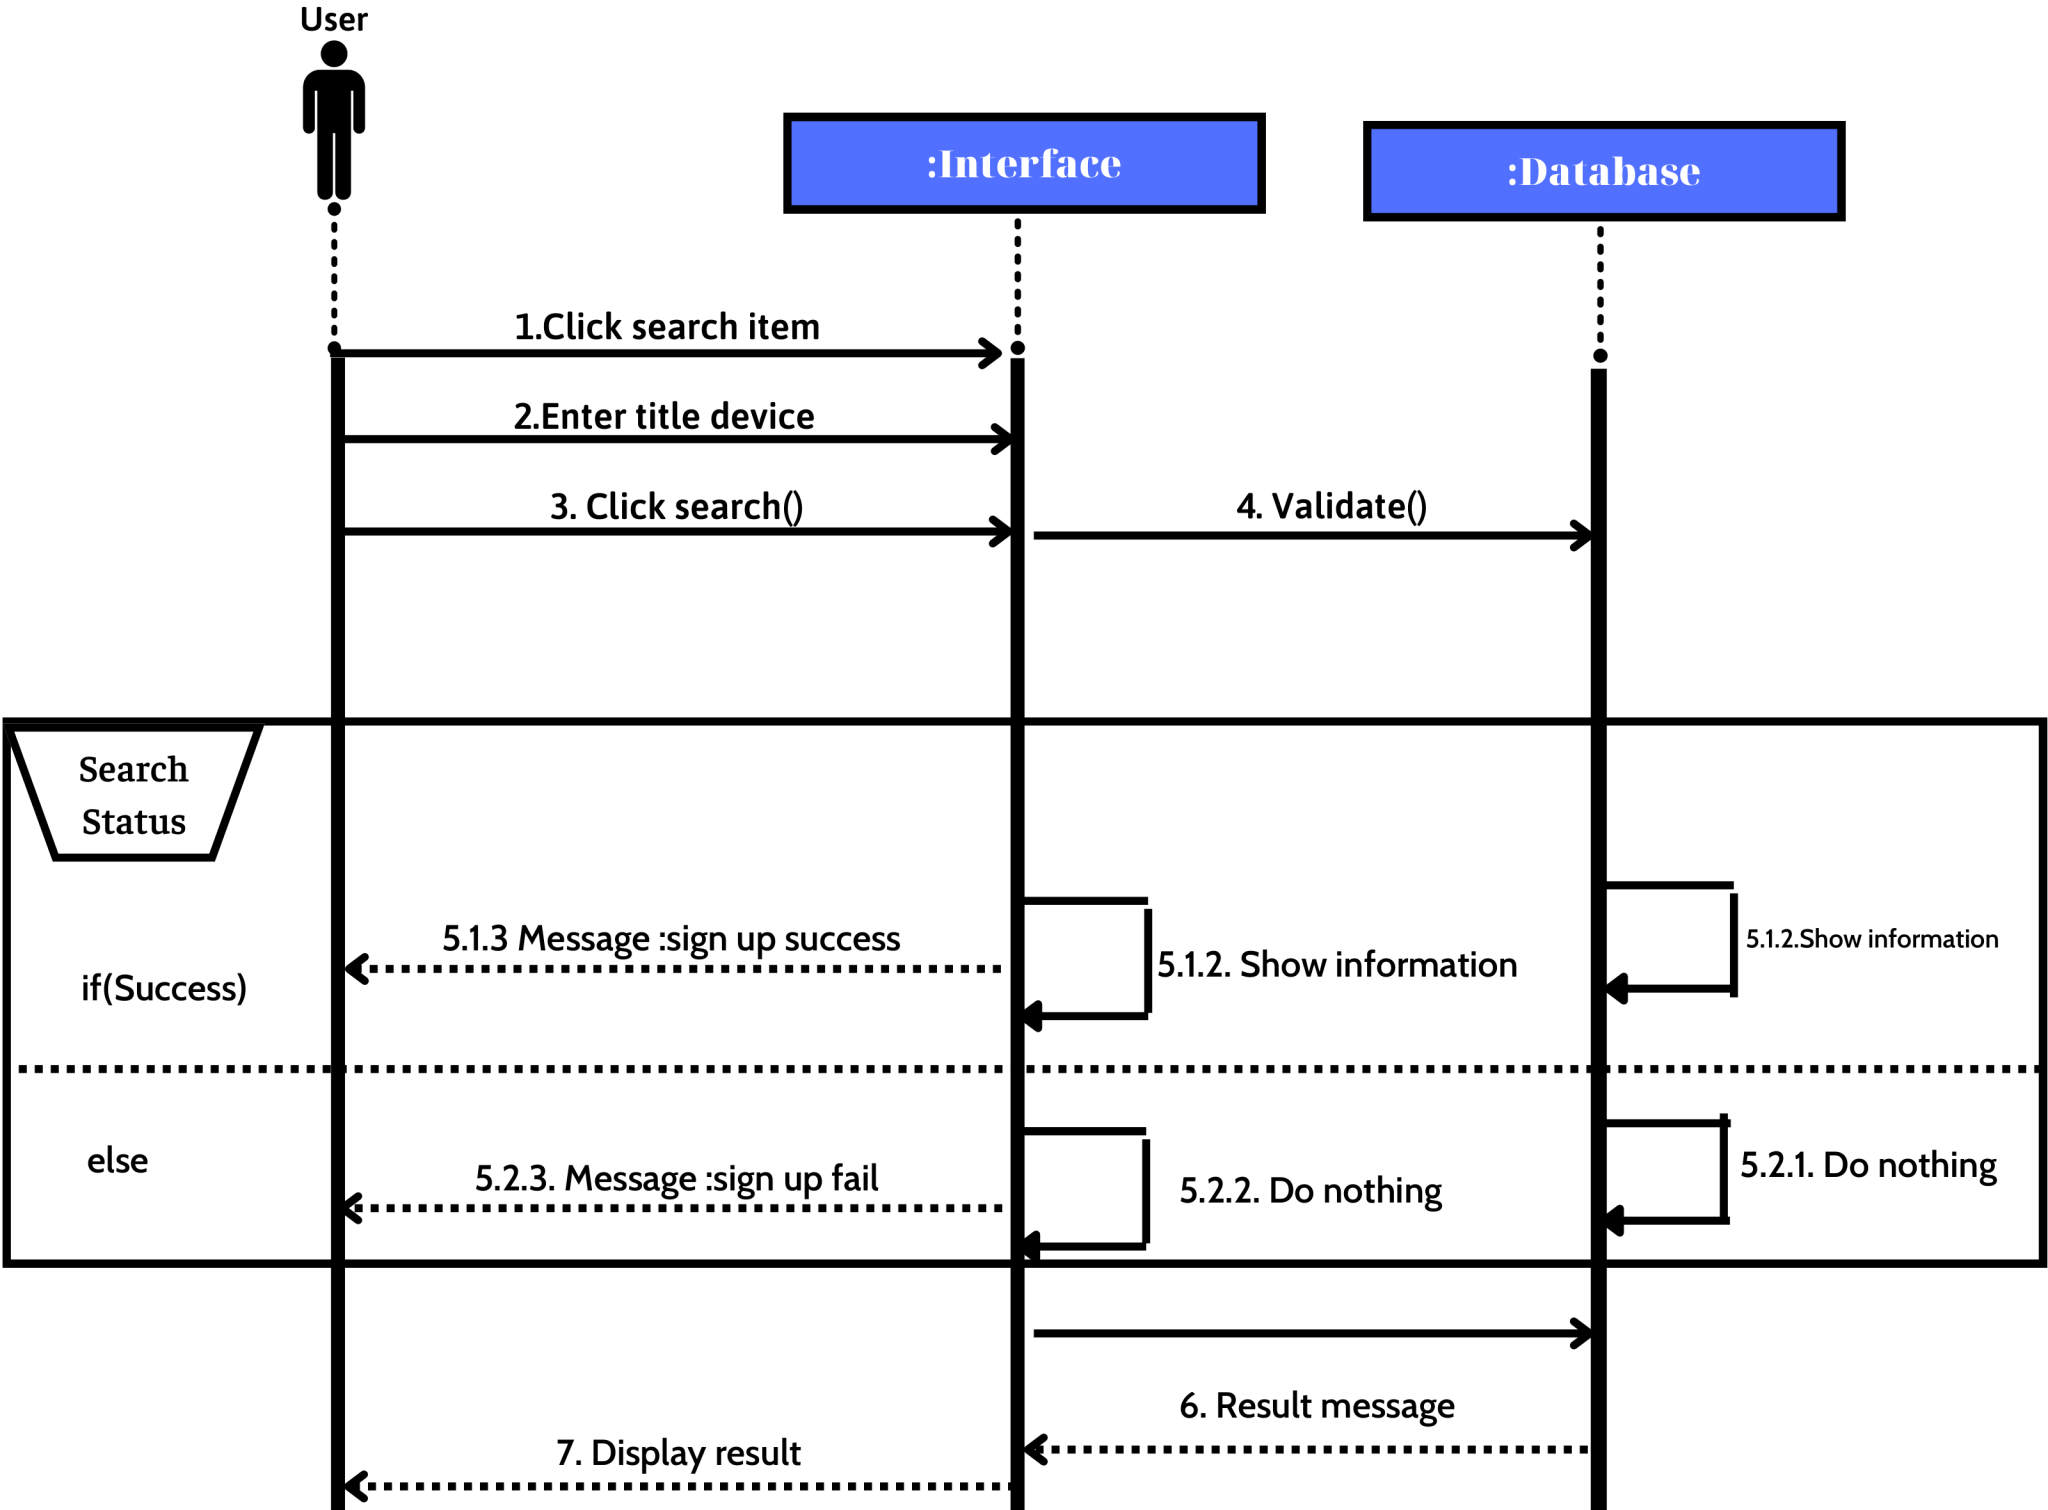 User
:Interface
:Database
1.Click search item
2.Enter title device
3. Click search()
4. Validate()
Search
Status
5.1.3 Message :sign up success
5.1.2. Show information
5.1.2.Show information
if(Success)
else
5.2.3. Message :sign up fail
5.2.2. Do nothing
5.2.1. Do nothing
6. Result message
7. Display result